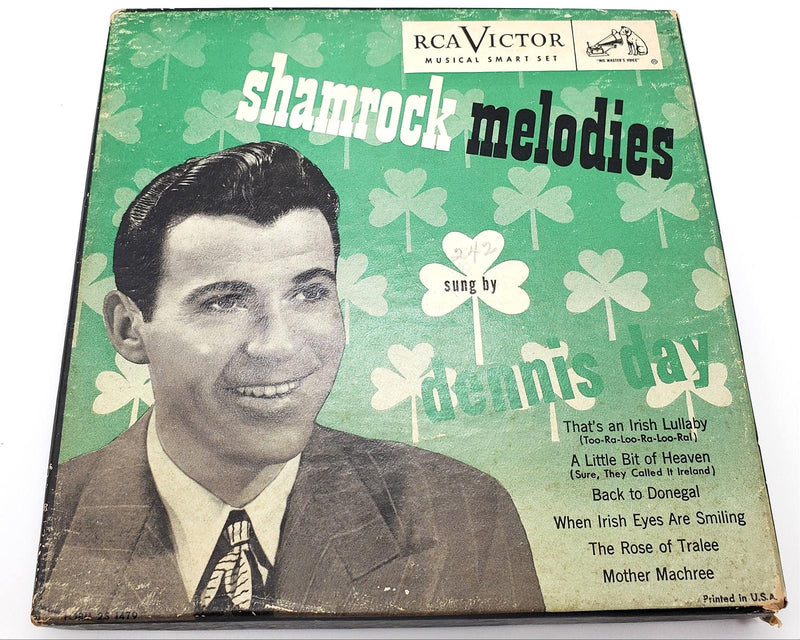 RCA VICTOR
MUSICAL SMART SET
"HIS MASTER'S VOICE"
®
shamrock melodies
242
sung by
dennis day
That's an Irish Lullaby
(Too-Ra-Loo-Ra-Loo-Ral)
A Little Bit of Heaven
(Sure, They Called It Ireland)
Back to Donegal
When Irish Eyes Are Smiling
The Rose of Tralee
Mother Machree
Printed in U.S.A.
2S 1479